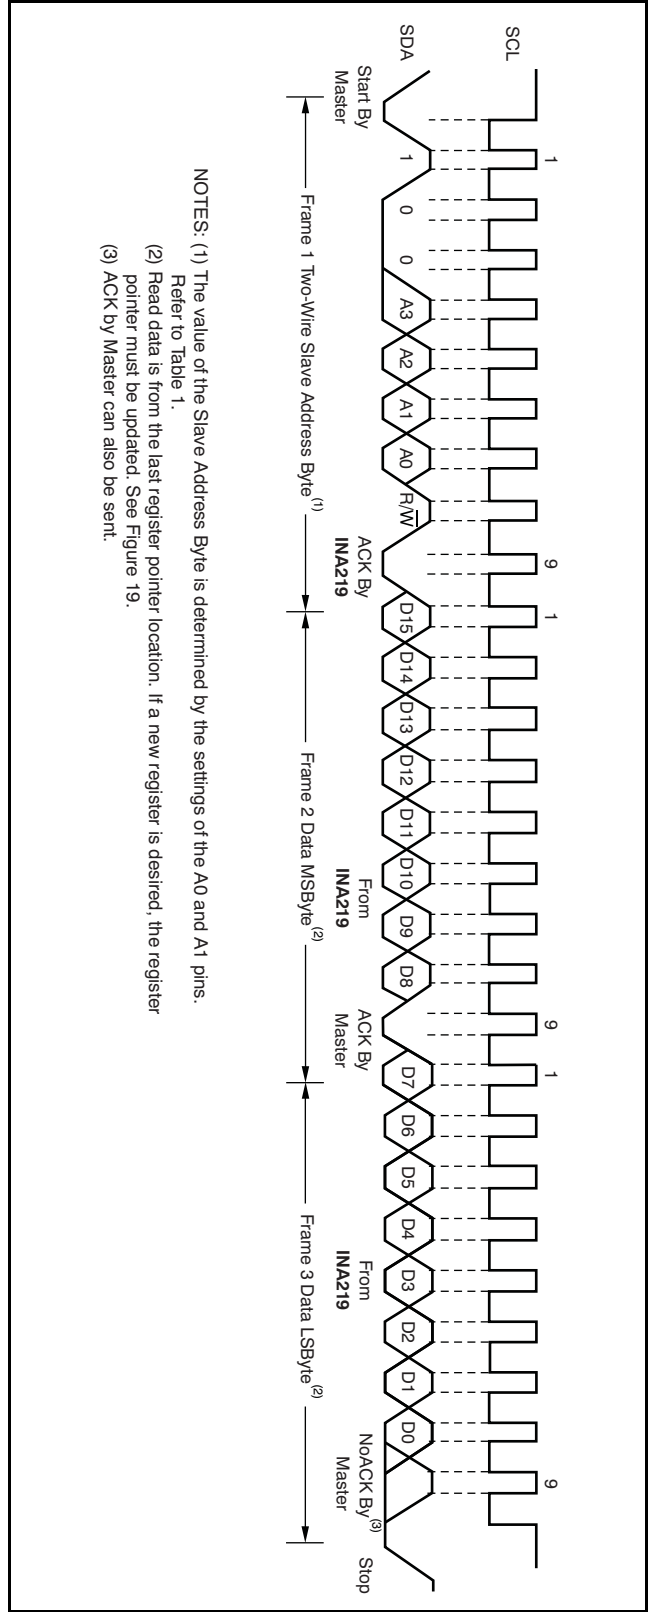 1 9 1 9 1 9
SCL
SDA
1 0 0 A3 A2 A1 A0 R/W D15 D14 D13 D12 D11 D10 D9 D8 D7 D6 D5 D4 D3 D2 D1 D0
Start By
Master
ACK By
INA219
From
INA219
ACK By
Master
From
INA219
NoACK By(3)
Master
Stop
Frame 1 Two-Wire Slave Address Byte(1)
Frame 2 Data MSByte(2)
Frame 3 Data LSByte(2)
NOTES: (1) The value of the Slave Address Byte is determined by the settings of the A0 and A1 pins.
Refer to Table 1.
(2) Read data is from the last register pointer location. If a new register is desired, the register
pointer must be updated. See Figure 19.
(3) ACK by Master can also be sent.